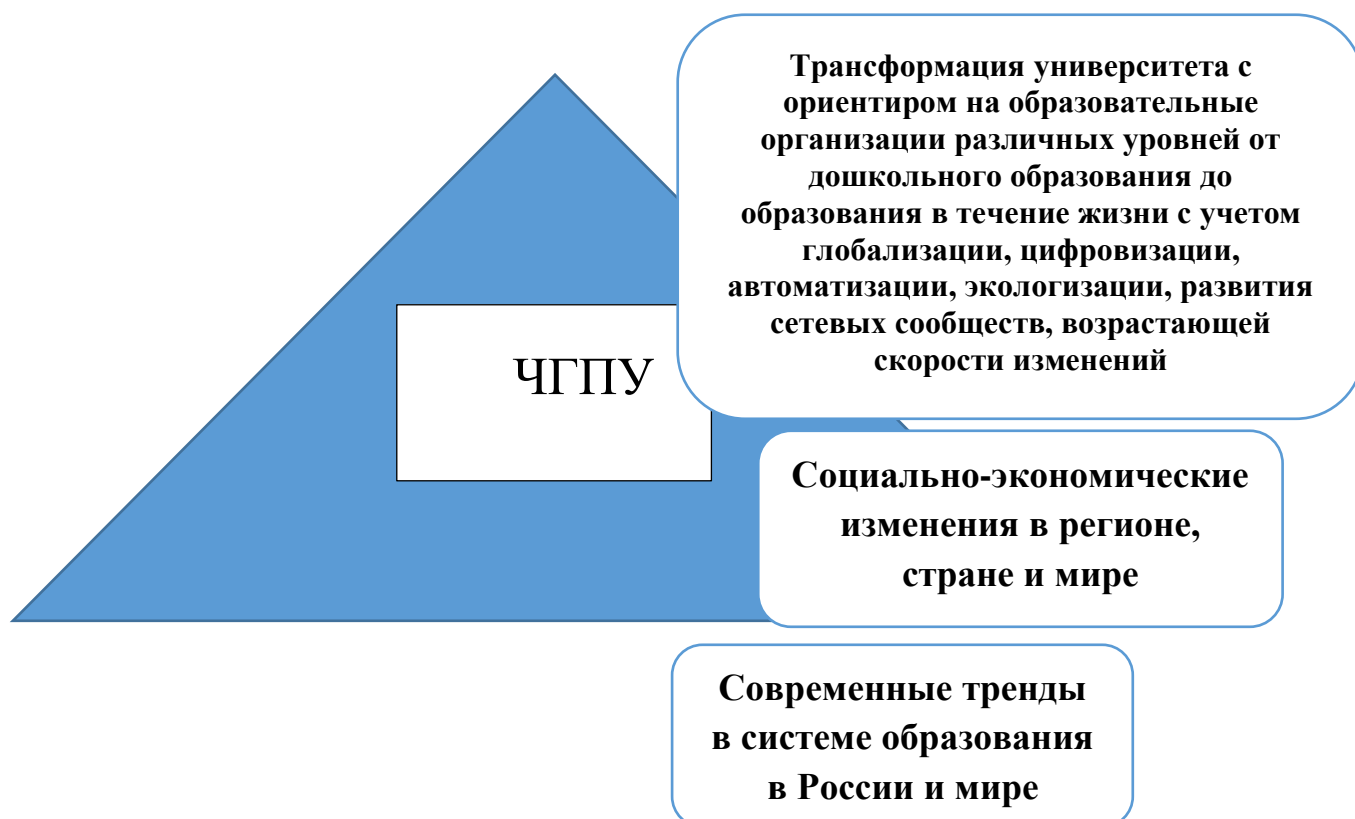 Трансформация университета с
ориентиром на образовательные
организации различных уровней от
дошкольного образования до
образования в течение жизни с учетом
глобализации, цифровизации,
автоматизации, экологизации, развития
сетевых сообществ, возрастающей
скорости изменений
ЧГПУ
Социально-экономические
изменения в регионе,
стране и мире
Современные тренды
в системе образования
в России и мире